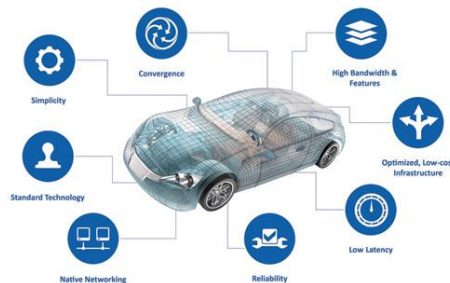 Convergence
High Bandwidth &
Features
Simplicity
Optimized, Low-cos
Infrastructure
Standard Technology
Low Latency
Native Networking
Reliability